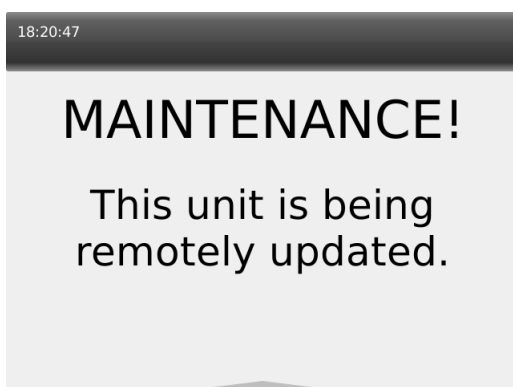 18:20:47
MAINTENANCE!
This unit is being
remotely updated.